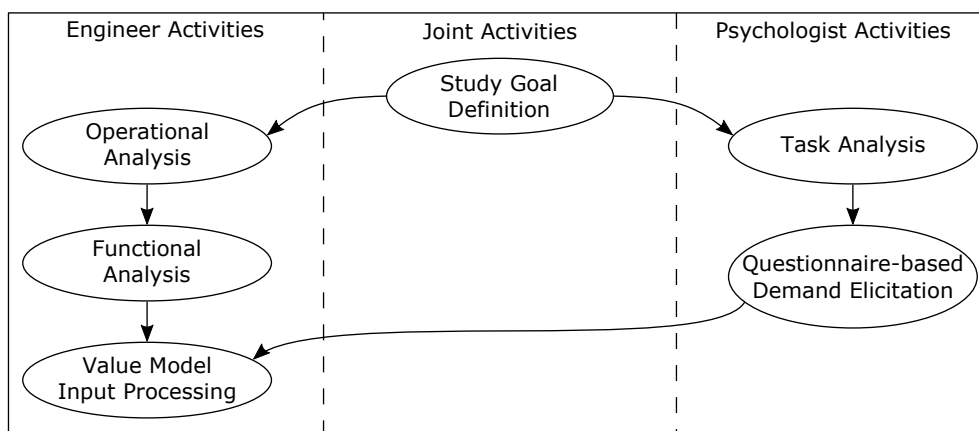 Engineer Activities
Joint Activities
Psychologist Activities
Study Goal
Definition
Operational
Analysis
Task Analysis
Functional
Analysis
Questionnaire-based
Demand Elicitation
Value Model
Input Processing